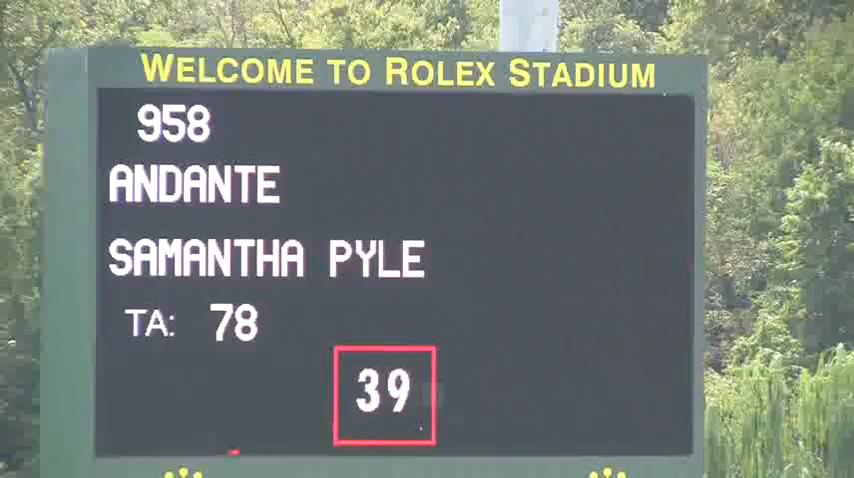 WELCOME TO ROLEX STADIUM
958
ANDANTE
SAMANTHA PYLE
TA: 78
39